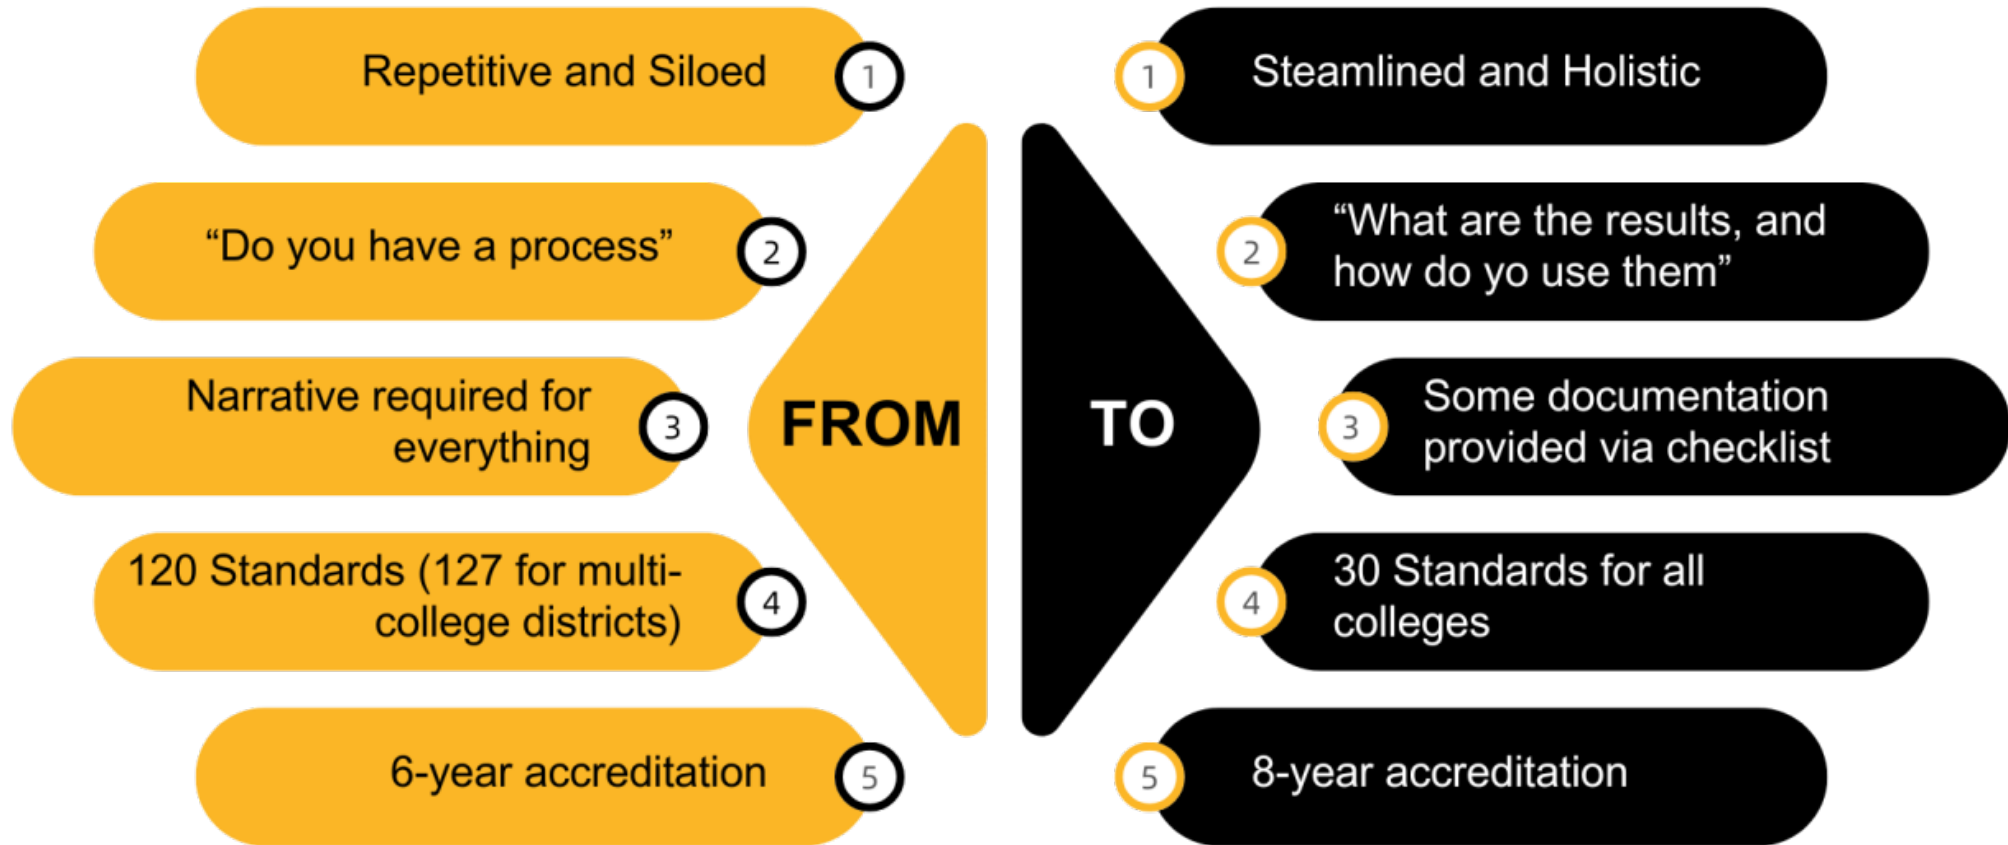 Repetitive and Siloed
1
“Do you have a process”
2
Narrative required for
everything
3
120 Standards (127 for multi-
college districts)
4
6-year accreditation
5
FROM
TO
1
Steamlined and Holistic
2
“What are the results, and
how do yo use them”
3
Some documentation
provided via checklist
4
30 Standards for all
colleges
5
8-year accreditation